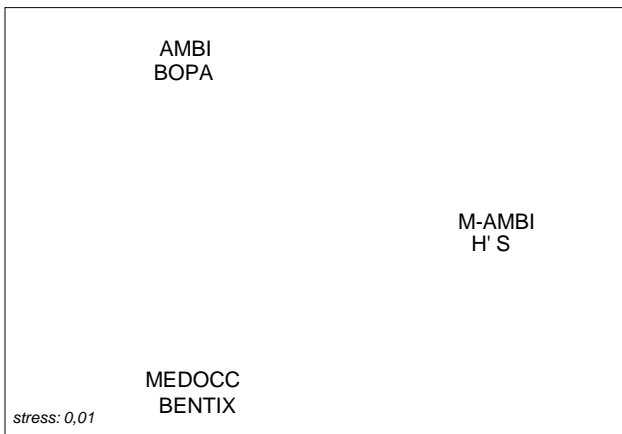 AMBI
BOPA
M-AMBI
H' S
MEDOCC
BENTIX
stress: 0,01